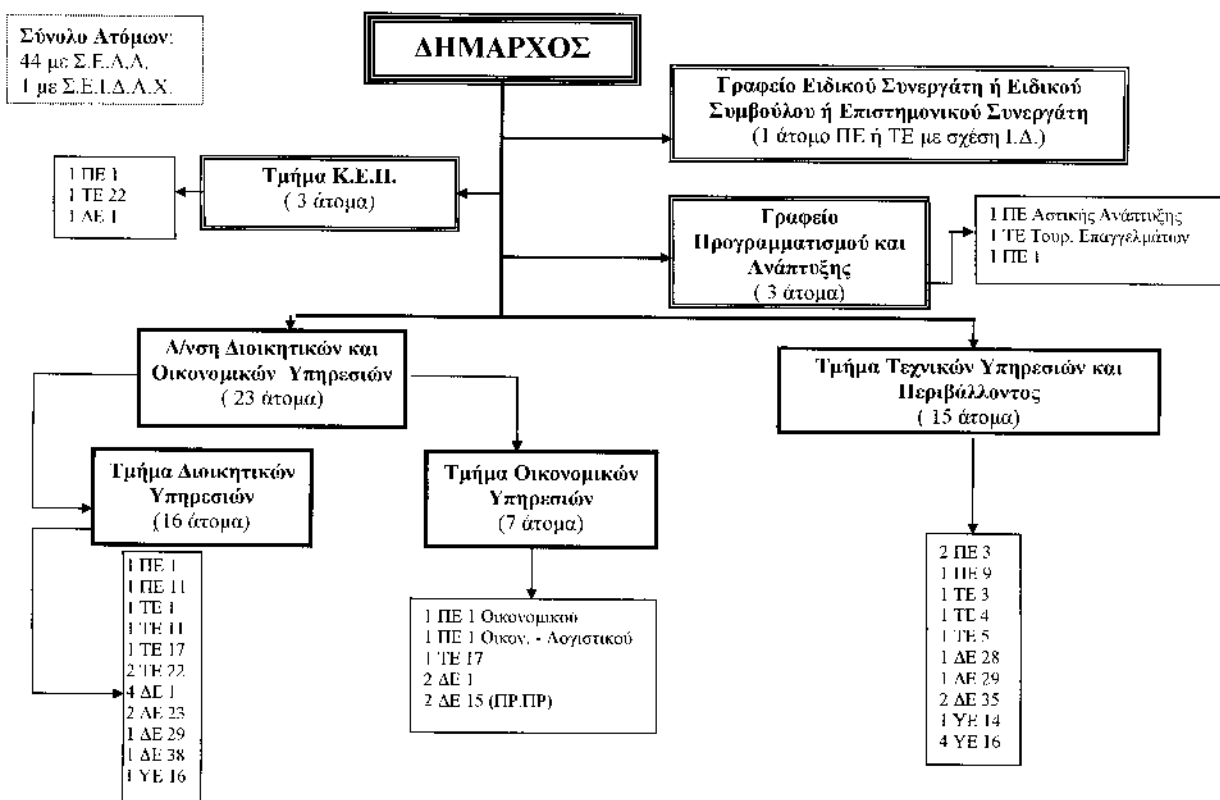 Σύνολο Ατόμων:
44 με Σ.Ε.Α.Α.
1 με Σ.Ε.Ι.Δ.Α.Χ.
ΔΗΜΑΡΧΟΣ
Γραφείο Ειδικού Συνεργάτη ή Ειδικού
Συμβούλου ή Επιστημονικού Συνεργάτη
(1 άτομο ΠΕ ή ΤΕ με σχέση Ι.Δ.)
1 ΠΕ 1
1 ΤΕ 22
1 ΔΕ 1
Τμήμα Κ.Ε.Π.
( 3 άτομα)
Γραφείο
Προγραμματισμού και
Ανάπτυξης
( 3 άτομα)
1 ΠΕ Αστικής Ανάπτυξης
1 ΤΕ Τουρ. Επαγγελμάτων
1 ΠΕ 1
Δ/νση Διοικητικών και
Οικονομικών Υπηρεσιών
( 23 άτομα)
Τμήμα Τεχνικών Υπηρεσιών και
Περιβάλλοντος
( 15 άτομα)
Τμήμα Διοικητικών
Υπηρεσιών
(16 άτομα)
Τμήμα Οικονομικών
Υπηρεσιών
(7 άτομα)
1 ΠΕ 1
1 ΠΕ 11
1 ΤΕ 1
1 ΤΕ 11
1 ΤΕ 17
2 ΤΕ 22
4 ΔΕ 1
2 ΔΕ 23
1 ΔΕ 29
1 ΔΕ 38
1 ΥΕ 16
1 ΠΕ 1 Οικονομικού
1 ΠΕ 1 Οικον. - Λογιστικού
1 ΤΕ 17
2 ΔΕ 1
2 ΔΕ 15 (ΠΡ.ΠΡ)
2 ΠΕ 3
1 ΠΕ 9
1 ΤΕ 3
1 ΤΕ 4
1 ΤΕ 5
1 ΔΕ 28
1 ΔΕ 29
2 ΔΕ 35
1 ΥΕ 14
4 ΥΕ 16